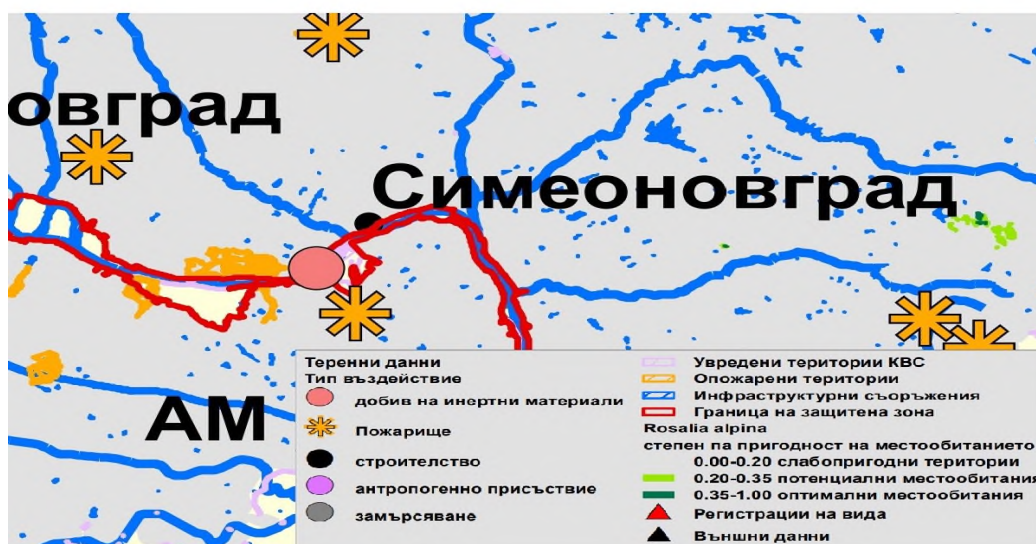 овград
Симеоновград
АМ
Теренни данни
Тип въздействие
добив на инертни материали
Пожарище
строителство
антропогенно присъствие
замърсяване
Увредени територии КВС
Опожарени територии
Инфраструктурни съоръжения
Граница на защитена зона
Rosalia alpina
степен па пригодност на местообитанието
0.00-0.20 слабопригодни територии
0.20-0.35 потенциални местообитания
0.35-1.00 оптимални местообитания
Регистрации на вида
Външни данни